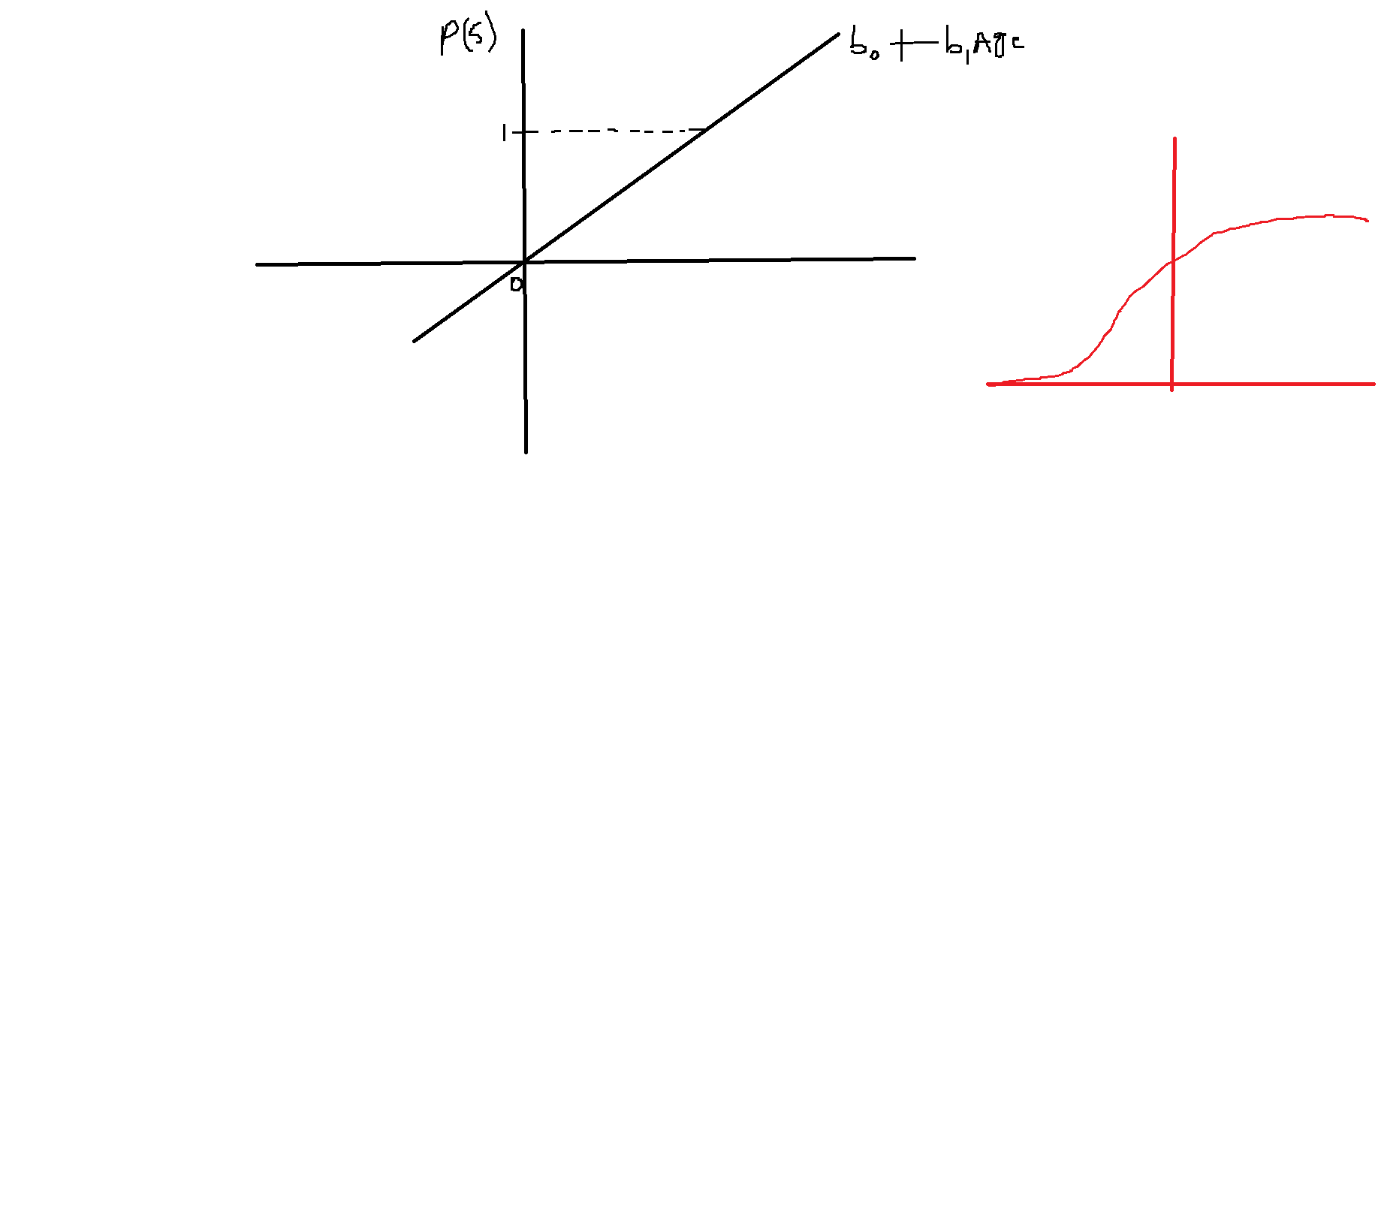 P(S)
b₀ + b₁Age
1
0